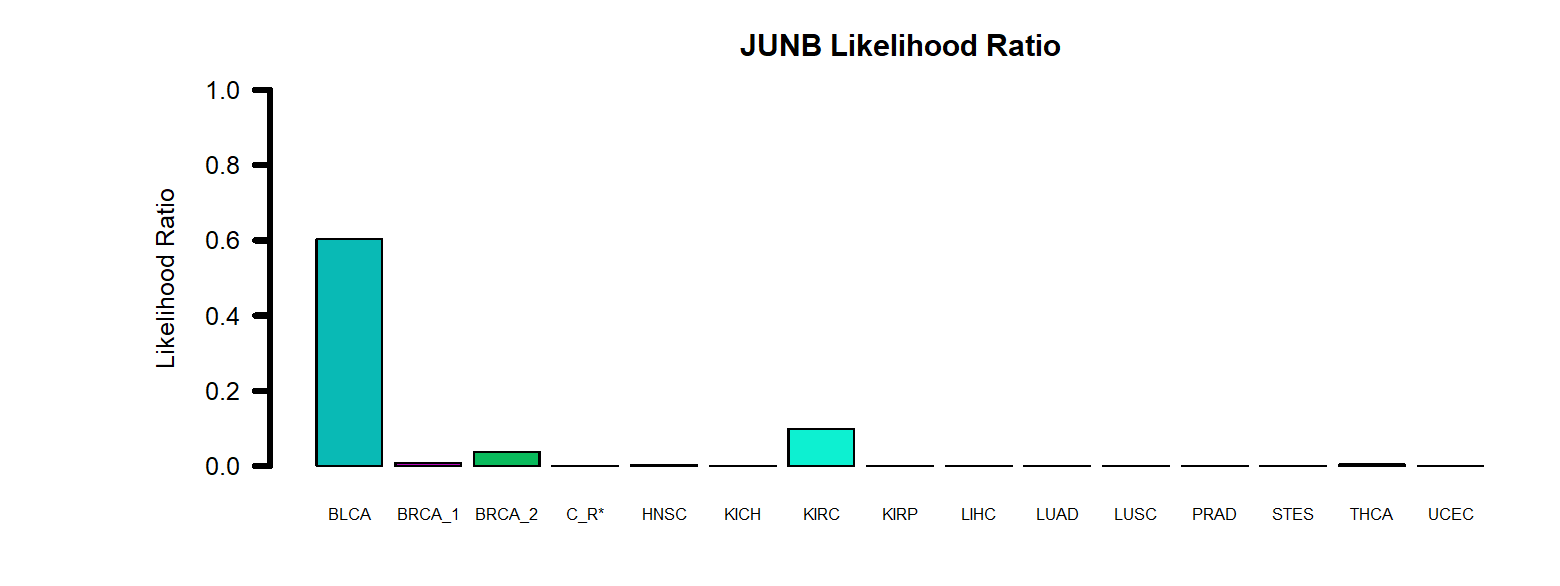 JUNB Likelihood Ratio
Likelihood Ratio
1.0
0.8
0.6
0.4
0.2
0.0
BLCA BRCA_1 BRCA_2 C_R* HNSC KICH KIRC KIRP LIHC LUAD LUSC PRAD STES THCA UCEC